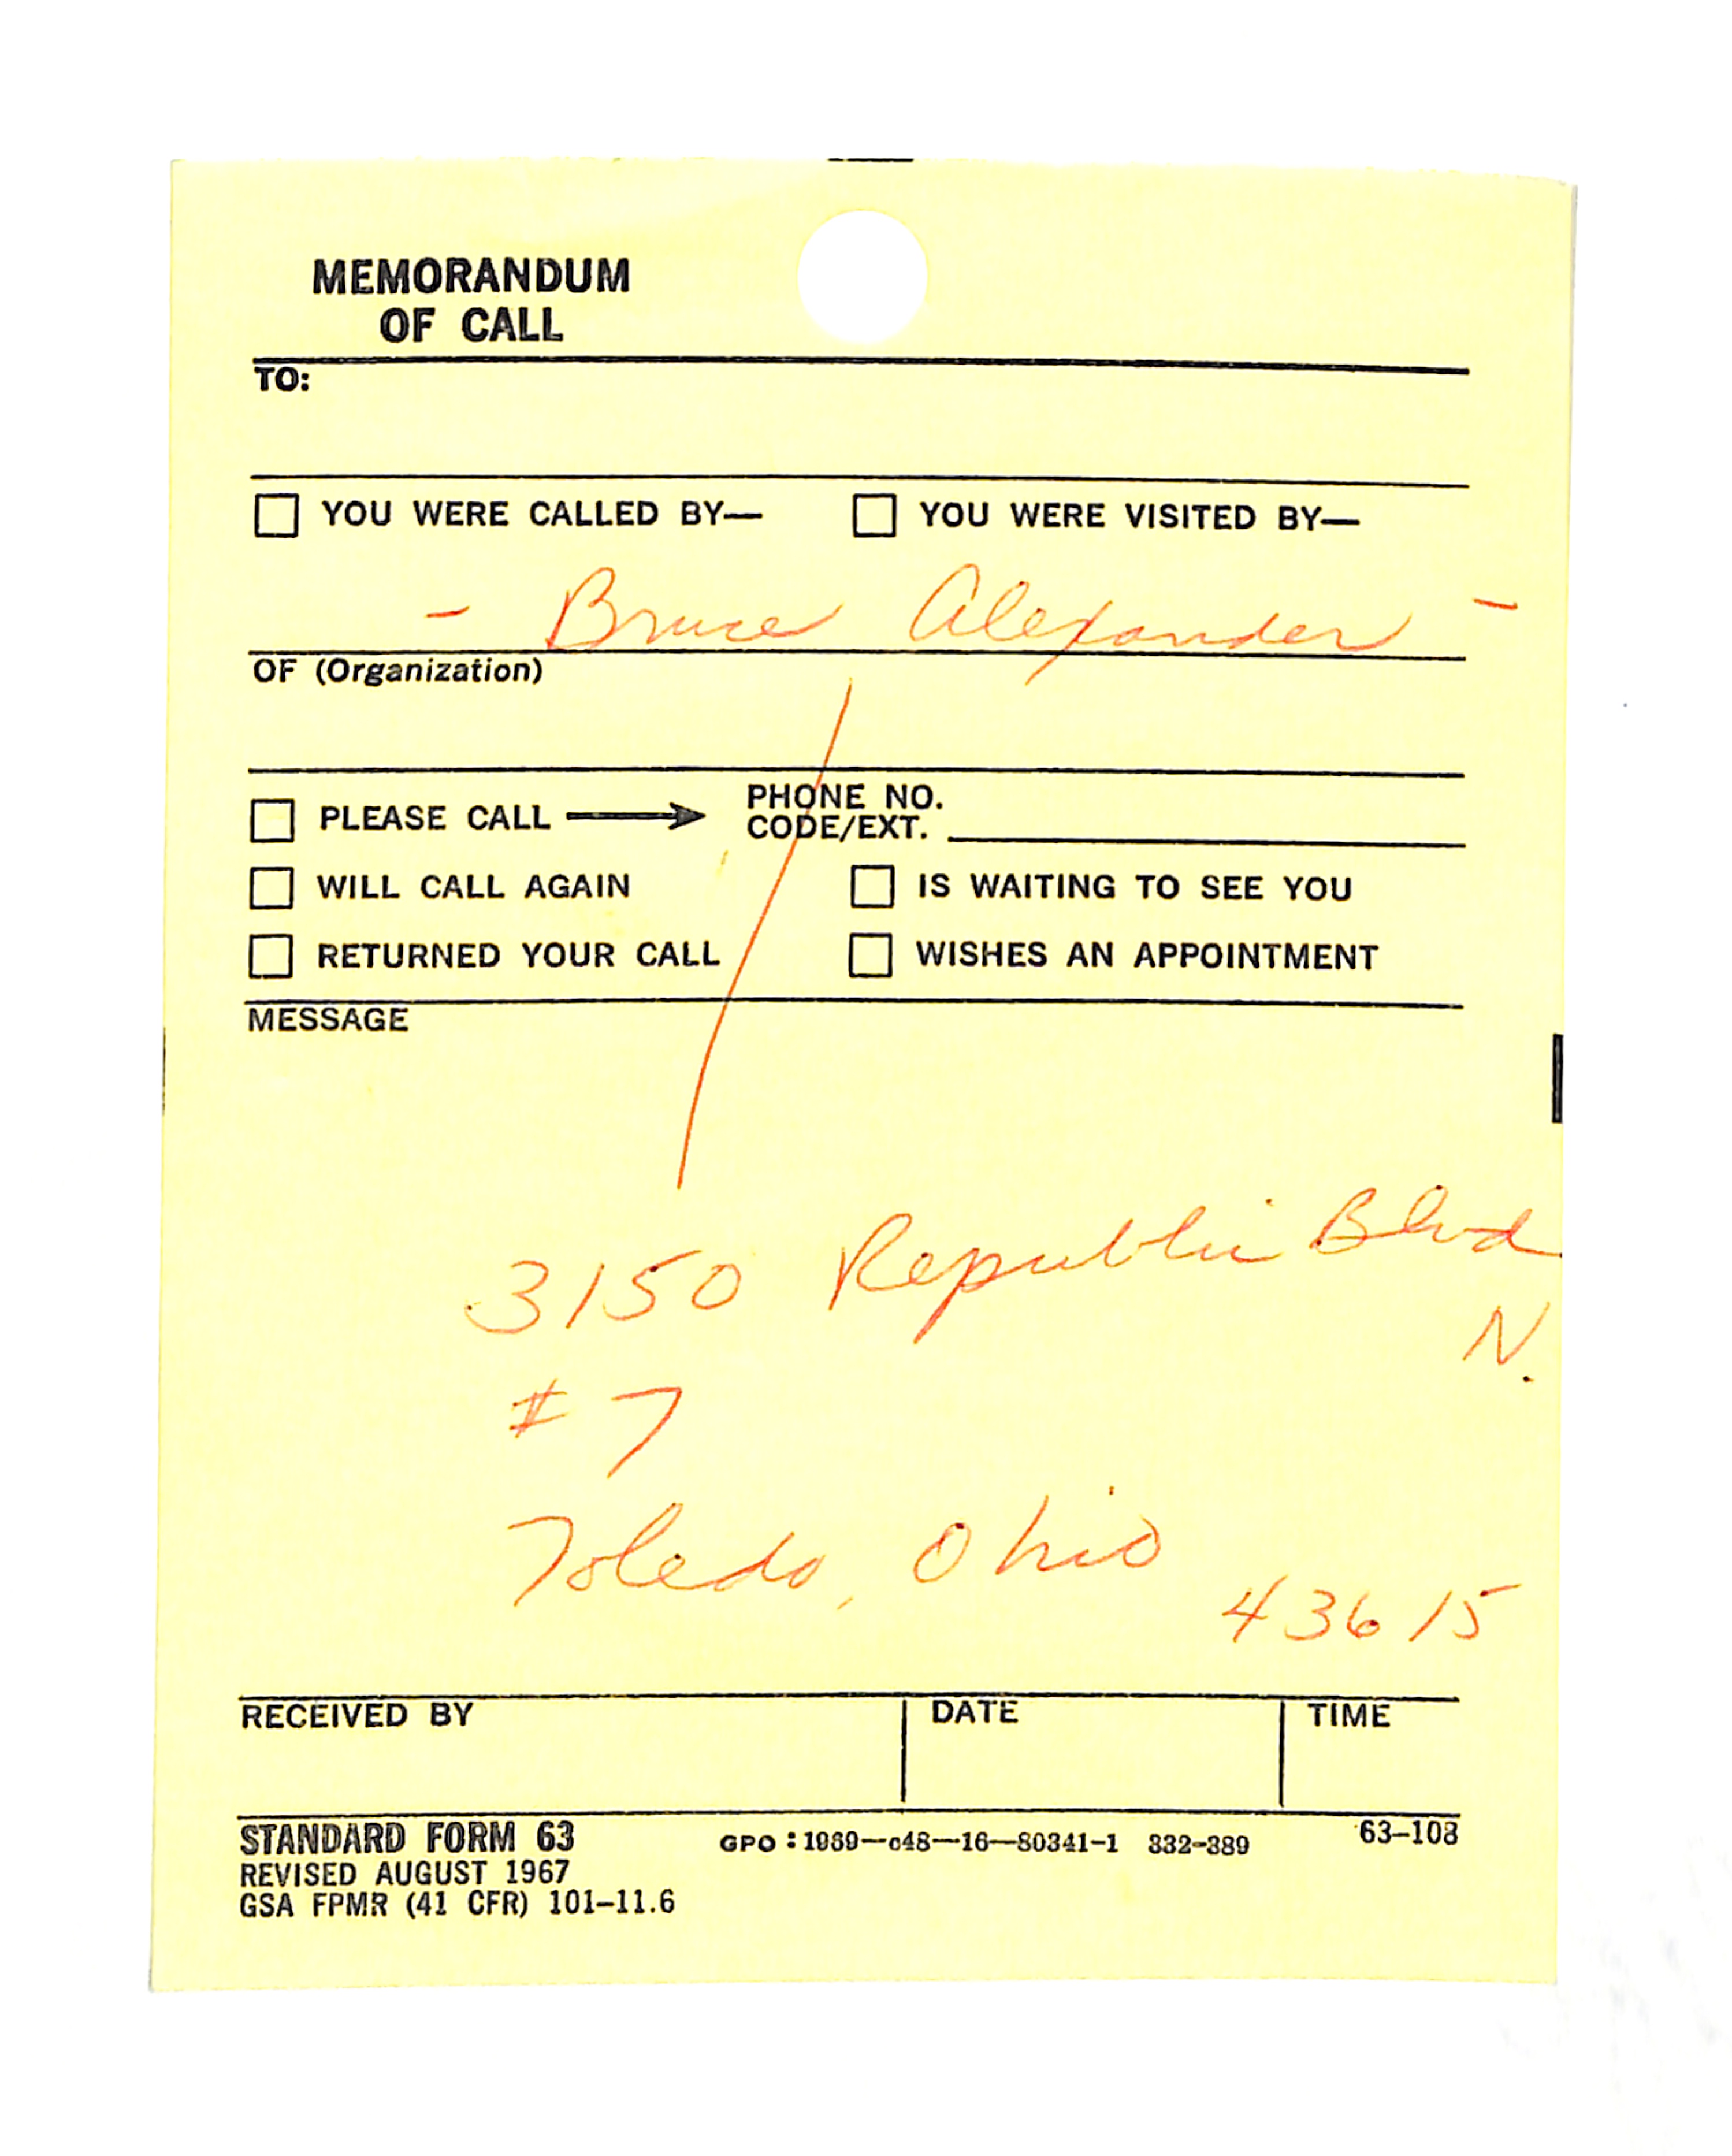 MEMORANDUM
OF CALL
TO:
YOU WERE CALLED BY— YOU WERE VISITED BY—
- Bruce Alexander -
OF (Organization)
PLEASE CALL → PHONE NO.
CODE/EXT.
WILL CALL AGAIN IS WAITING TO SEE YOU
RETURNED YOUR CALL WISHES AN APPOINTMENT
MESSAGE
3150 Republic Blvd
N.
# 7
Toledo, Ohio
43615
RECEIVED BY DATE TIME
STANDARD FORM 63 GPO : 1969—c48—16—80341-1 332-389 63-108
REVISED AUGUST 1967
GSA FPMR (41 CFR) 101-11.6